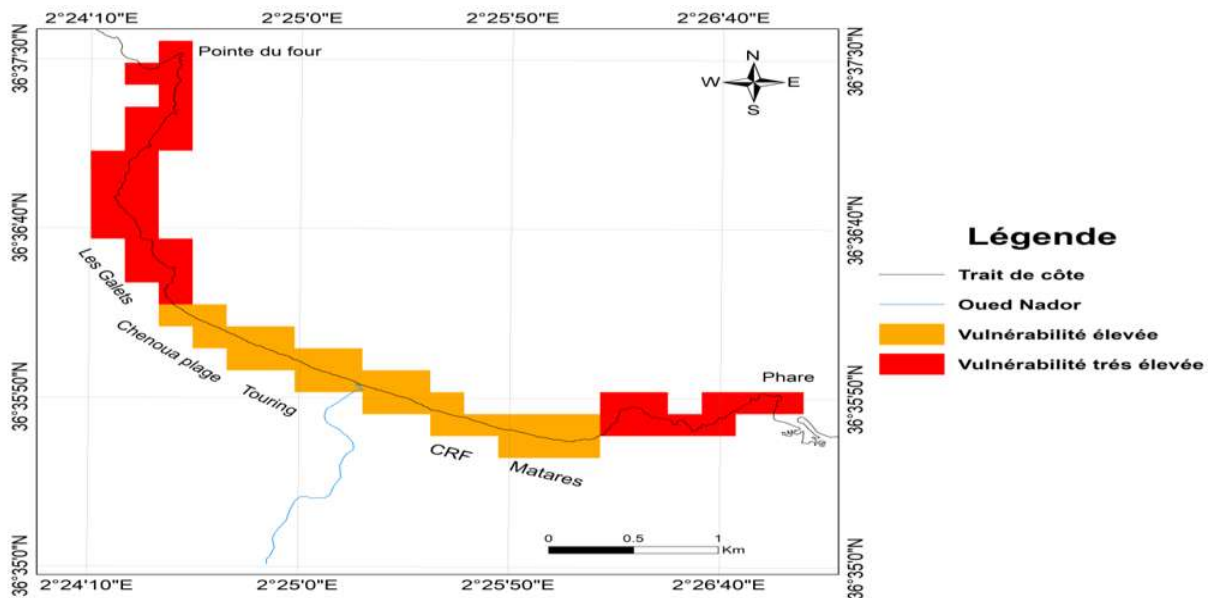 2°24'10"E 2°25'0"E 2°25'50"E 2°26'40"E
36°37'30"N
36°37'30"N
Pointe du four
N
W E
S
36°36'40"N
36°36'40"N
Légende
Trait de côte
Oued Nador
Vulnérabilité élevée
Vulnérabilité trés élevée
Les Galets
Chenoua plage
Touring
CRF
Matares
Phare
36°35'50"N
36°35'50"N
0 0.5 1
Km
36°35'0"N
36°35'0"N
2°24'10"E 2°25'0"E 2°25'50"E 2°26'40"E